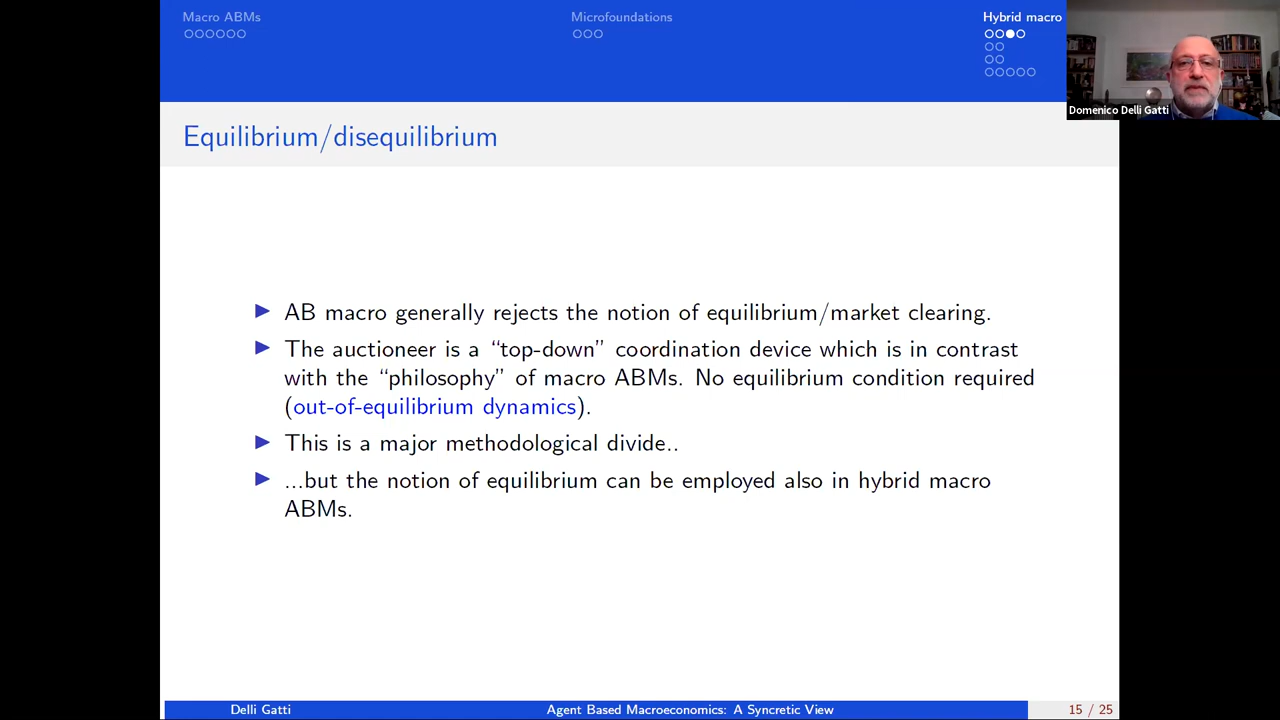 Macro ABMs
Microfoundations
Hybrid macro
Domenico Delli Gatti
Equilibrium/disequilibrium
AB macro generally rejects the notion of equilibrium/market clearing.
The auctioneer is a “top-down” coordination device which is in contrast
with the “philosophy” of macro ABMs. No equilibrium condition required
(out-of-equilibrium dynamics).
This is a major methodological divide..
...but the notion of equilibrium can be employed also in hybrid macro
ABMs.
Delli Gatti
Agent Based Macroeconomics: A Syncretic View
15 / 25